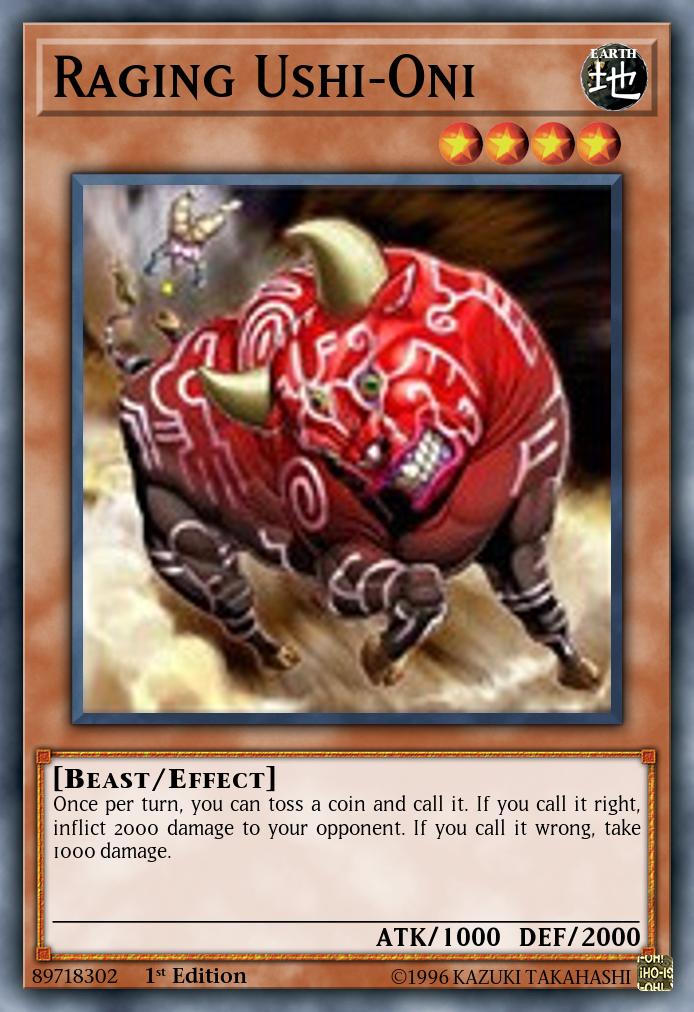 Raging Ushi-Oni
EARTH
地
[Beast/Effect]
Once per turn, you can toss a coin and call it. If you call it right,
inflict 2000 damage to your opponent. If you call it wrong, take
1000 damage.
ATK/1000 DEF/2000
89718302 1st Edition ©1996 KAZUKI TAKAHASHI